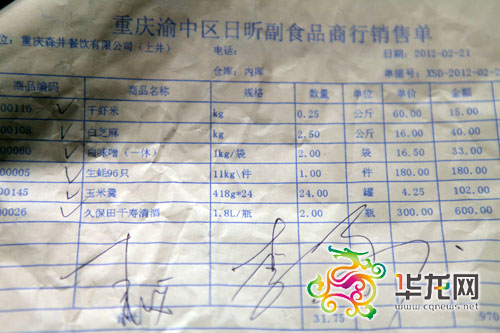 重庆渝中区日昕副食品商行销售单
位：重庆森井餐饮有限公司（上井） 电话： 日期：2012-02-21
仓库：内库 单据号：XSD-2012-02-2
商品编码 商品名称 规格 数量 单位 单价 金额
00116 干虾米 kg 0.25 公斤 60.00 15.00
00108 白芝麻 kg 2.50 公斤 16.00 40.00
00060 白味噌（一休） 1kg/袋 2.00 袋 16.50 33.00
00005 生蚝96只 11kg\件 1.00 件 180.00 180.00
00145 玉米羹 418g*24 24.00 罐 4.25 102.00
00026 久保田千寿清酒 1.8L/瓶 2.00 瓶 300.00 600.00
31.75 970
华龙网
www.cqnews.net